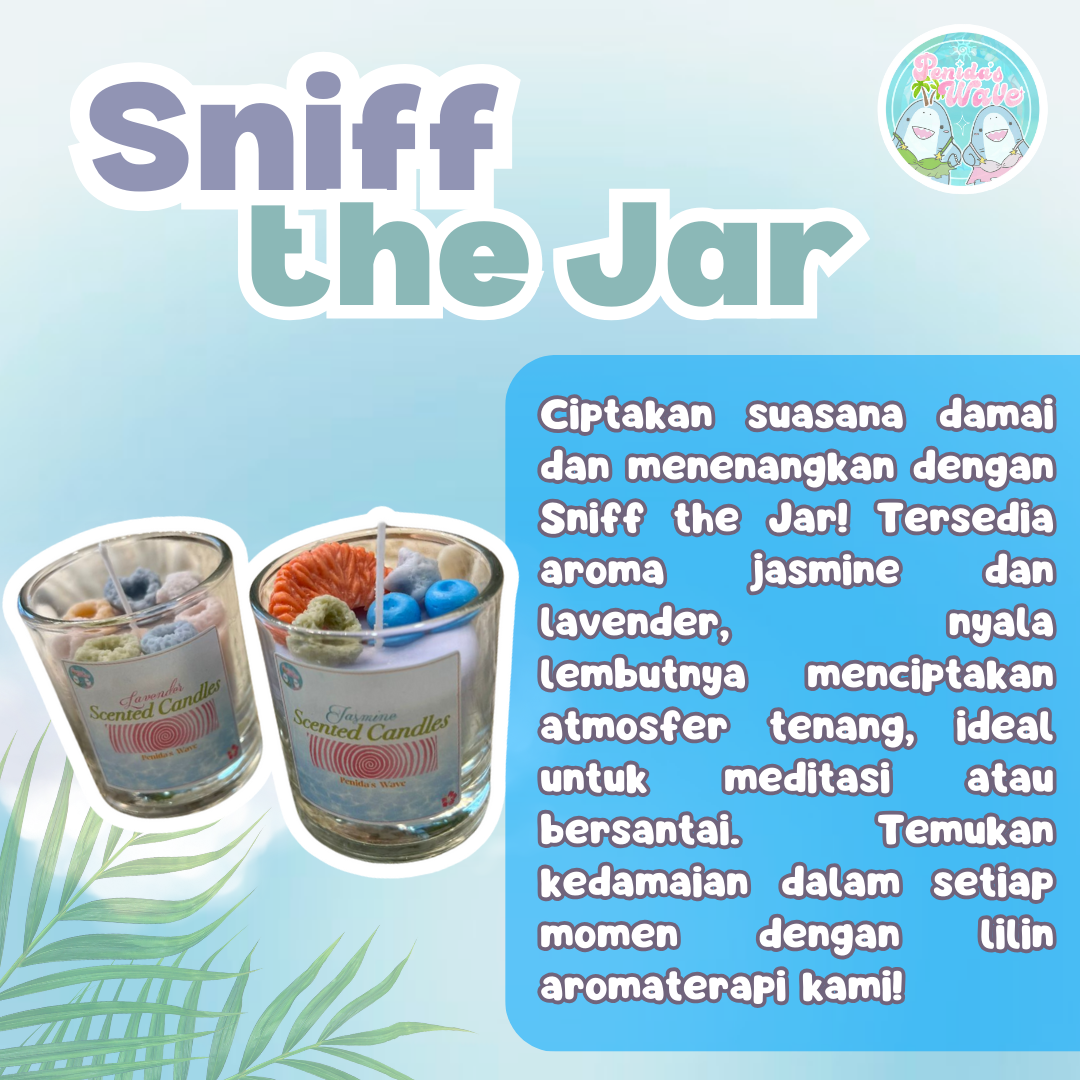 Sniff
the Jar
Penida's
Wave
Ciptakan suasana damai
dan menenangkan dengan
Sniff the Jar! Tersedia
aroma jasmine dan
lavender, nyala
lembutnya menciptakan
atmosfer tenang, ideal
untuk meditasi atau
bersantai. Temukan
kedamaian dalam setiap
momen dengan lilin
aromaterapi kami!
Lavender
Scented Candles
Penida's Wave
Jasmine
Scented Candles
Penida's Wave